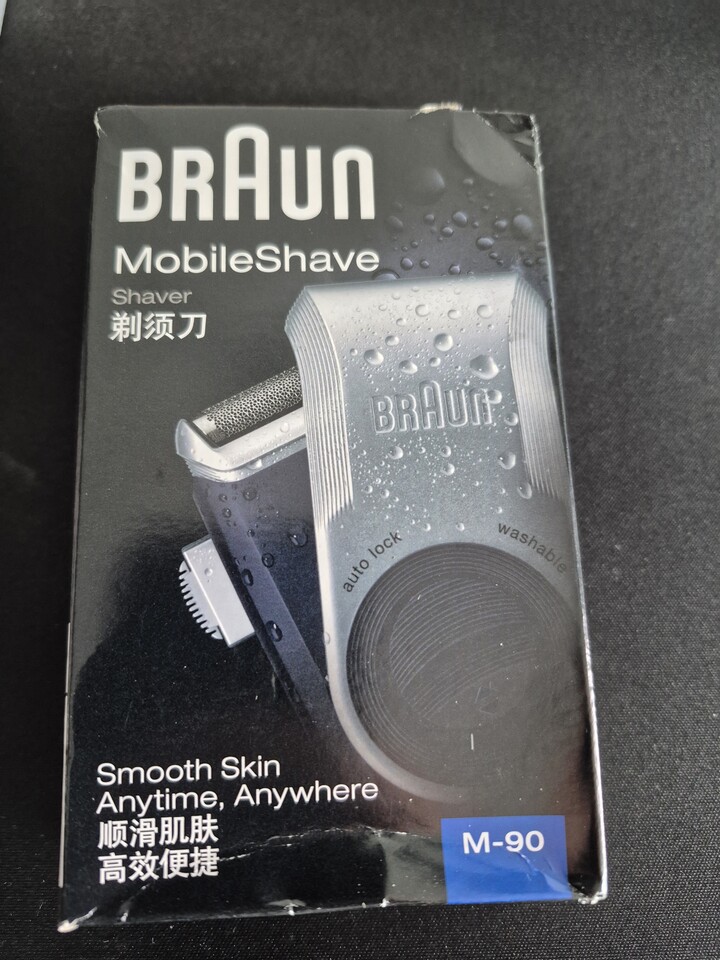 BRAUN
MobileShave
Shaver
剃须刀
BRAUN
auto lock
washable
Smooth Skin
Anytime, Anywhere
顺滑肌肤
高效便捷
M-90